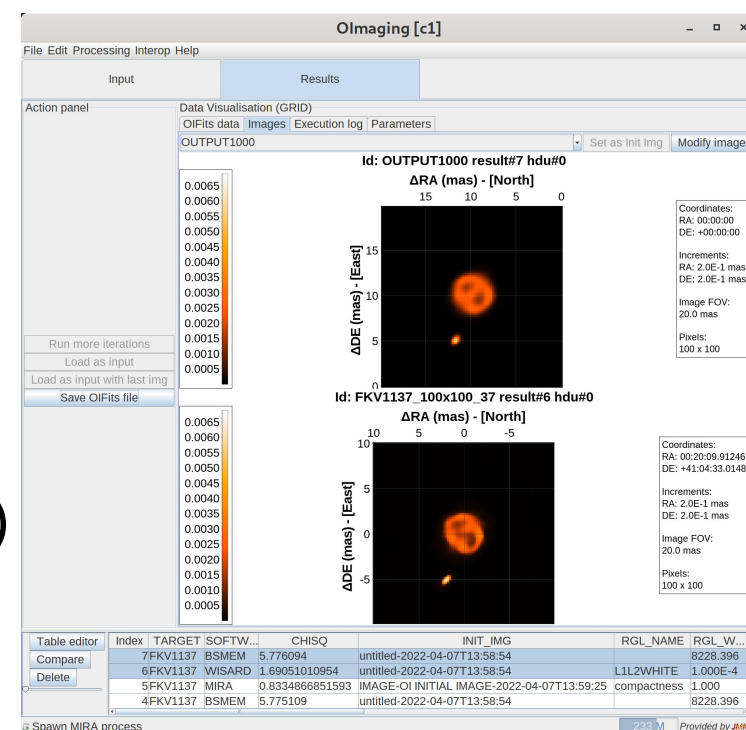 OImaging [c1]
File Edit Processing Interop Help
Input Results
Action panel
Data Visualisation (GRID)
OIFits data Images Execution log Parameters
OUTPUT1000 Set as Init Img Modify image
Id: OUTPUT1000 result#7 hdu#0
ΔRA (mas) - [North]
15 10 5 0
0.0065
0.0060
0.0055
0.0050
0.0045
0.0040
0.0035
0.0030
0.0025
0.0020
0.0015
0.0010
0.0005
ΔDE (mas) - [East]
15
10
5
0
Coordinates:
RA: 00:00:00
DE: +00:00:00
Increments:
RA: 2.0E-1 mas
DE: 2.0E-1 mas
Image FOV:
20.0 mas
Pixels:
100 x 100
Run more iterations
Load as input
Load as input with last img
Save OIFits file
Id: FKV1137_100x100_37 result#6 hdu#0
ΔRA (mas) - [North]
10 5 0 -5
0.0065
0.0060
0.0055
0.0050
0.0045
0.0040
0.0035
0.0030
0.0025
0.0020
0.0015
0.0010
0.0005
ΔDE (mas) - [East]
10
5
0
-5
Coordinates:
RA: 00:20:09.91246
DE: +41:04:33.0148
Increments:
RA: 2.0E-1 mas
DE: 2.0E-1 mas
Image FOV:
20.0 mas
Pixels:
100 x 100
Table editor
Compare
Delete
Index TARGET SOFTW... CHISQ INIT_IMG RGL_NAME RGL_W...
7 FKV1137 BSMEM 5.776094 untitled-2022-04-07T13:58:54 8228.396
6 FKV1137 WISARD 1.69051010954 untitled-2022-04-07T13:58:54 L1L2WHITE 1.000E-4
5 FKV1137 MIRA 0.8334866851593 IMAGE-OI INITIAL IMAGE-2022-04-07T13:59:25 compactness 1.000
4 FKV1137 BSMEM 5.775109 untitled-2022-04-07T13:58:54 8228.396
Spawn MIRA process 233 M Provided by JMM